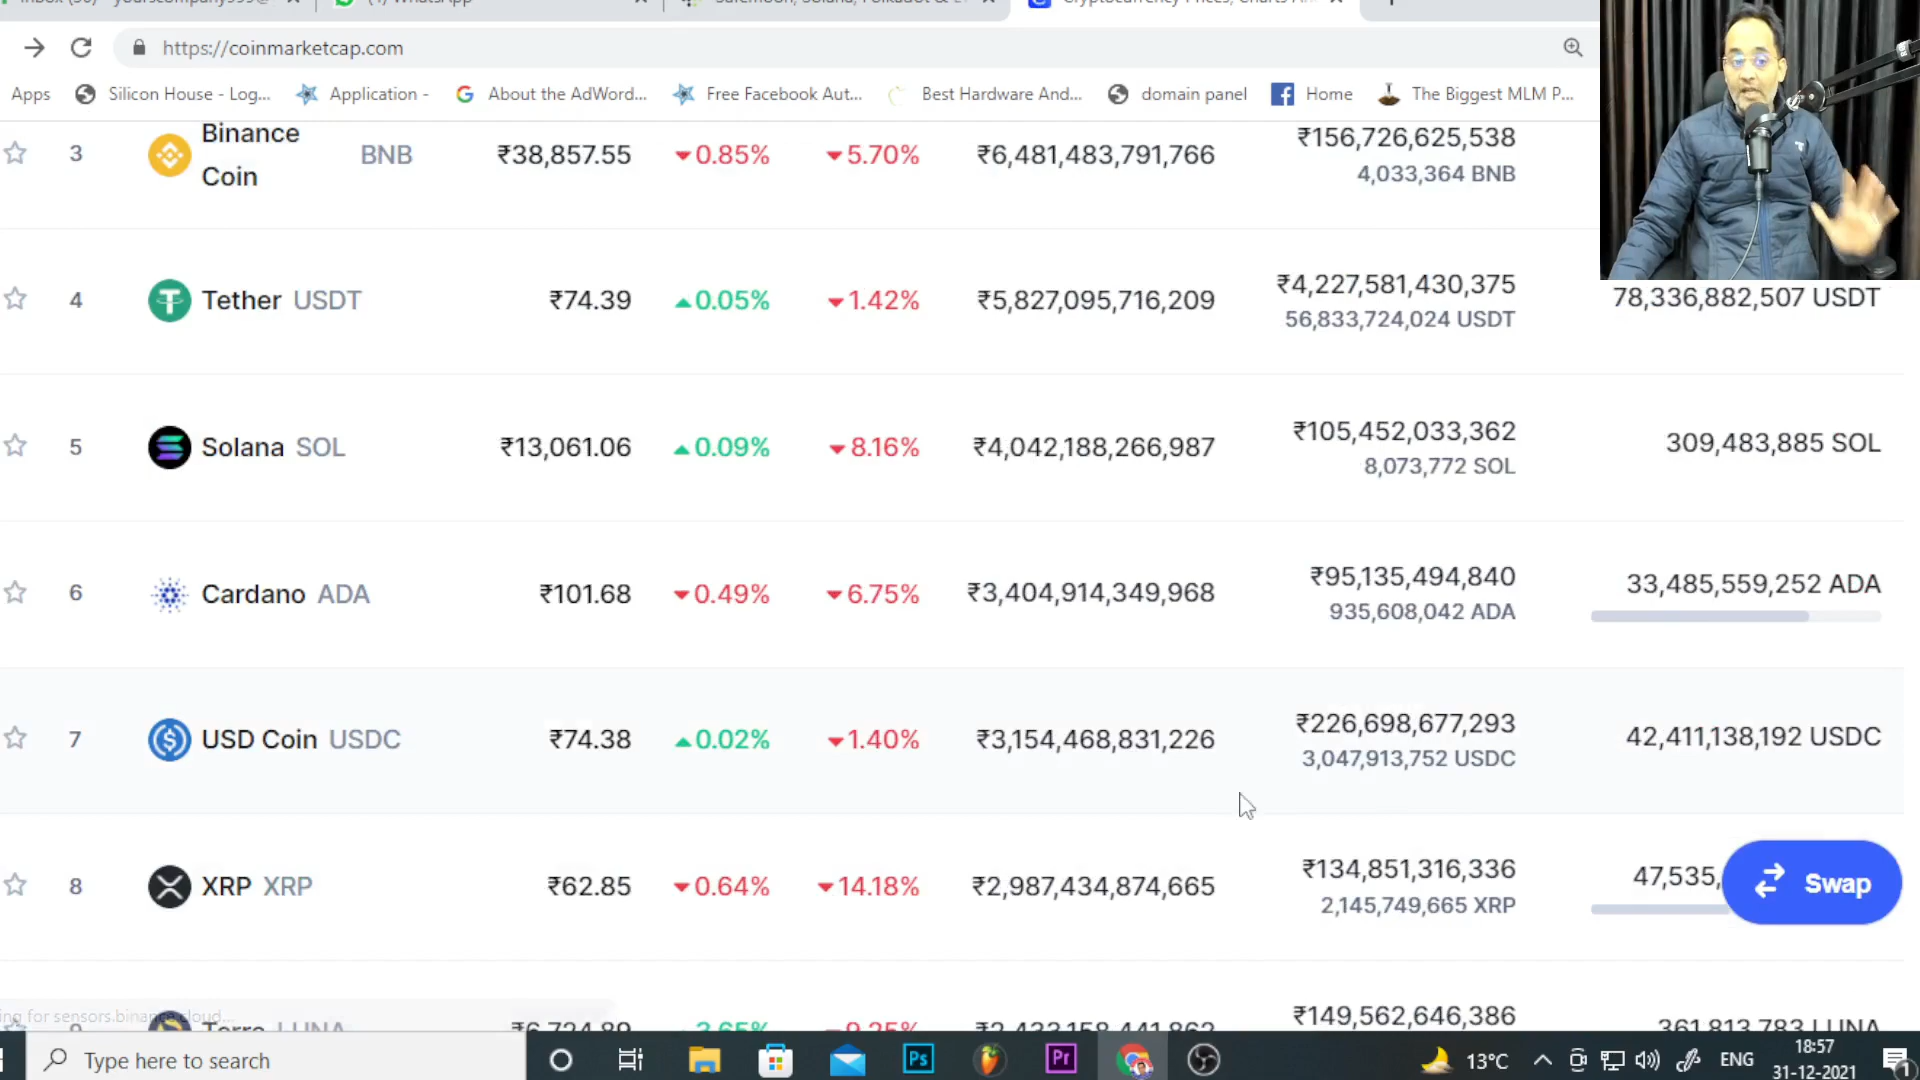 https://coinmarketcap.com
Apps Silicon House - Log... Application - About the AdWord... Free Facebook Aut... Best Hardware And... domain panel Home The Biggest MLM P...
3 Binance Coin BNB ₹38,857.55 0.85% 5.70% ₹6,481,483,791,766 ₹156,726,625,538
4,033,364 BNB
4 Tether USDT ₹74.39 0.05% 1.42% ₹5,827,095,716,209 ₹4,227,581,430,375 78,336,882,507 USDT
56,833,724,024 USDT
5 Solana SOL ₹13,061.06 0.09% 8.16% ₹4,042,188,266,987 ₹105,452,033,362 309,483,885 SOL
8,073,772 SOL
6 Cardano ADA ₹101.68 0.49% 6.75% ₹3,404,914,349,968 ₹95,135,494,840 33,485,559,252 ADA
935,608,042 ADA
7 USD Coin USDC ₹74.38 0.02% 1.40% ₹3,154,468,831,226 ₹226,698,677,293 42,411,138,192 USDC
3,047,913,752 USDC
8 XRP XRP ₹62.85 0.64% 14.18% ₹2,987,434,874,665 ₹134,851,316,336 47,535,
2,145,749,665 XRP
Swap
₹149,562,646,386
Type here to search Ps Pr 13°C ENG 18:57
31-12-2021